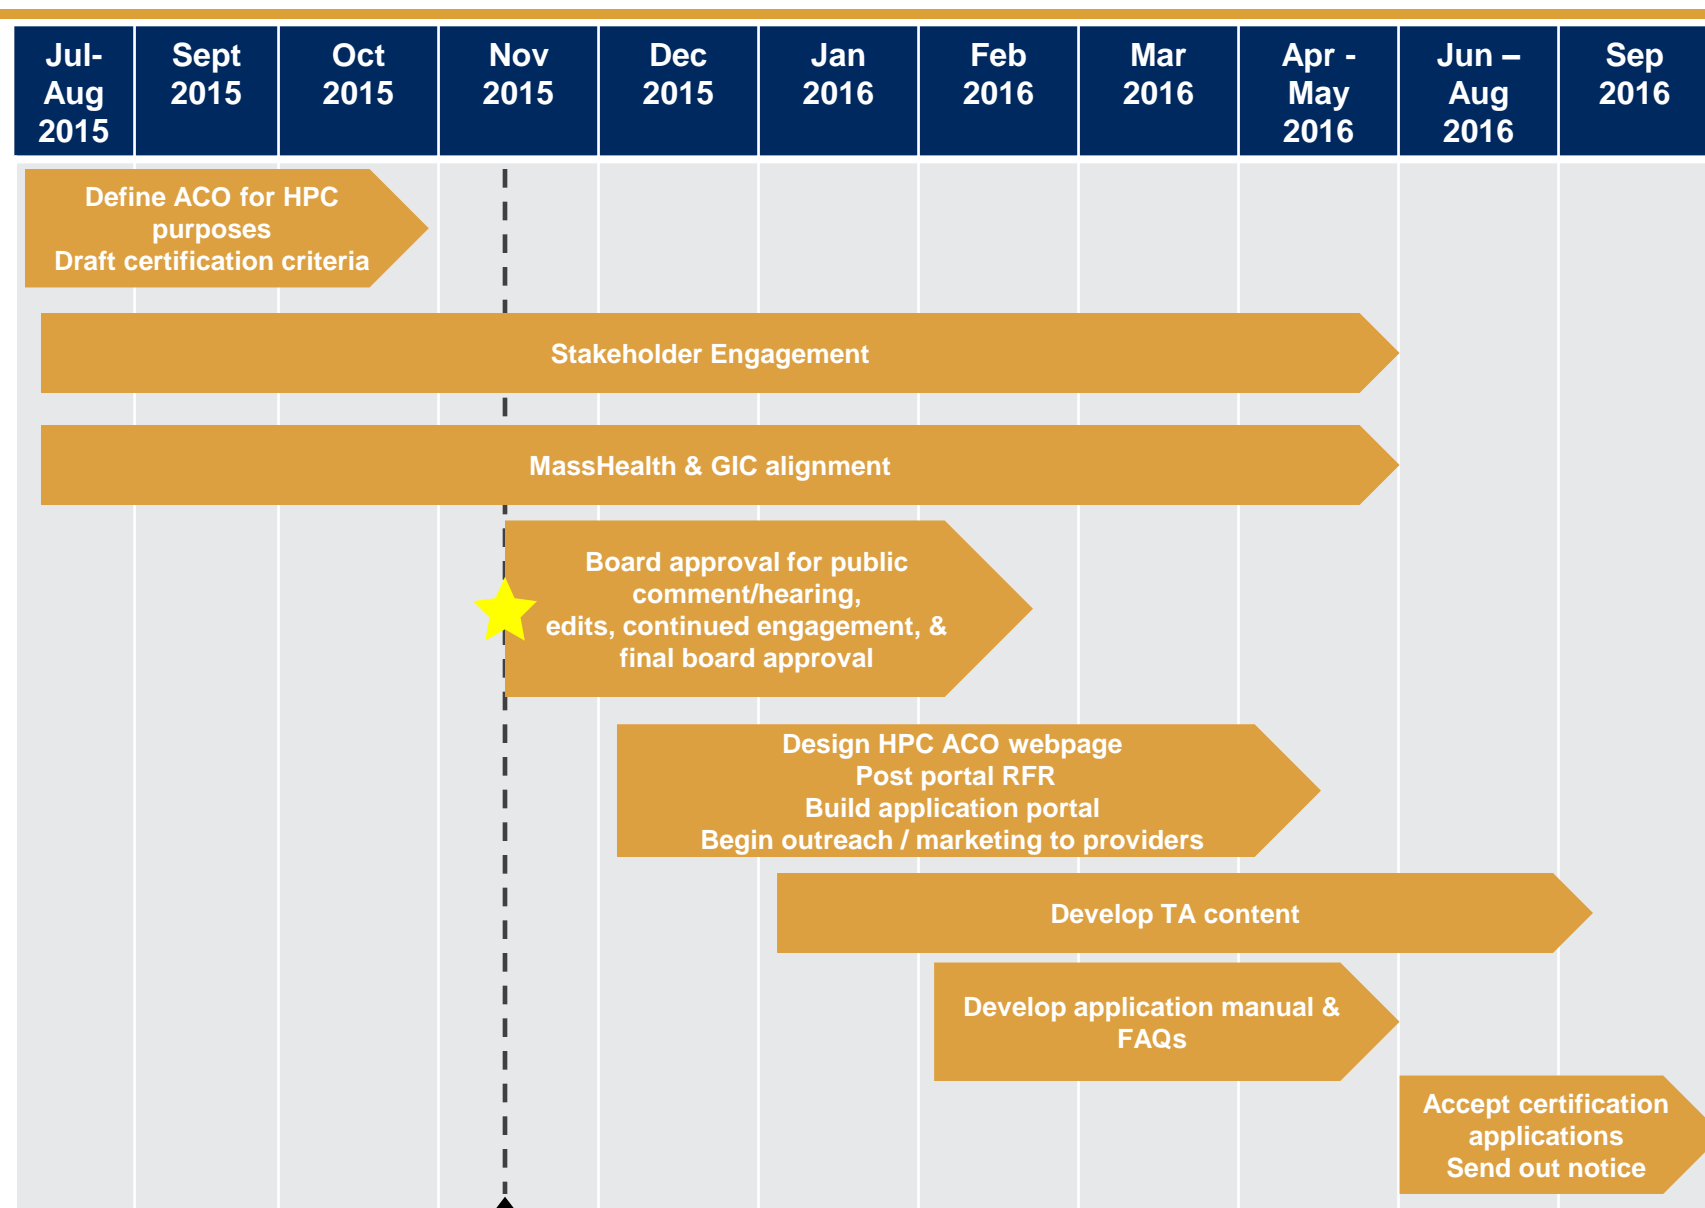 Jul-
Aug
2015
Sept
2015
Oct
2015
Nov
2015
Dec
2015
Jan
2016
Feb
2016
Mar
2016
Apr -
May
2016
Jun –
Aug
2016
Sep
2016
Define ACO for HPC
purposes
Draft certification criteria
Stakeholder Engagement
MassHealth & GIC alignment
Board approval for public
comment/hearing,
edits, continued engagement, &
final board approval
Design HPC ACO webpage
Post portal RFR
Build application portal
Begin outreach / marketing to providers
Develop TA content
Develop application manual &
FAQs
Accept certification
applications
Send out notice